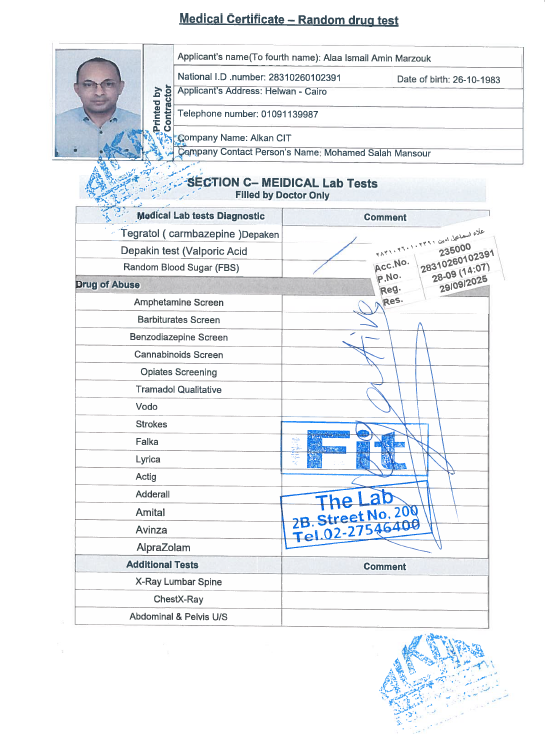 Medical Certificate – Random drug test
Printed by Contractor
Applicant's name(To fourth name): Alaa Ismail Amin Marzouk
National I.D .number: 28310260102391 Date of birth: 26-10-1983
Applicant's Address: Helwan - Cairo
Telephone number: 01091139987
Company Name: Alkan CIT
Company Contact Person's Name: Mohamed Salah Mansour
SECTION C– MEIDICAL Lab Tests
Filled by Doctor Only
Medical Lab tests Diagnostic Comment
Tegratol ( carmbazepine )Depaken
Depakin test (Valporic Acid
Random Blood Sugar (FBS)
Acc.No. 235000
P.No. 28310260102391
Reg. 28-09 (14:07)
Res. 29/09/2025
Drug of Abuse
Amphetamine Screen
Barbiturates Screen
Benzodiazepine Screen
Cannabinoids Screen
Opiates Screening
Tramadol Qualitative
Vodo
Strokes
Falka
Lyrica
Actig
Adderall
Amital
Avinza
AlpraZolam
Fit
The Lab
2B. Street No. 200
Tel.02-27546400
Additional Tests Comment
X-Ray Lumbar Spine
ChestX-Ray
Abdominal & Pelvis U/S